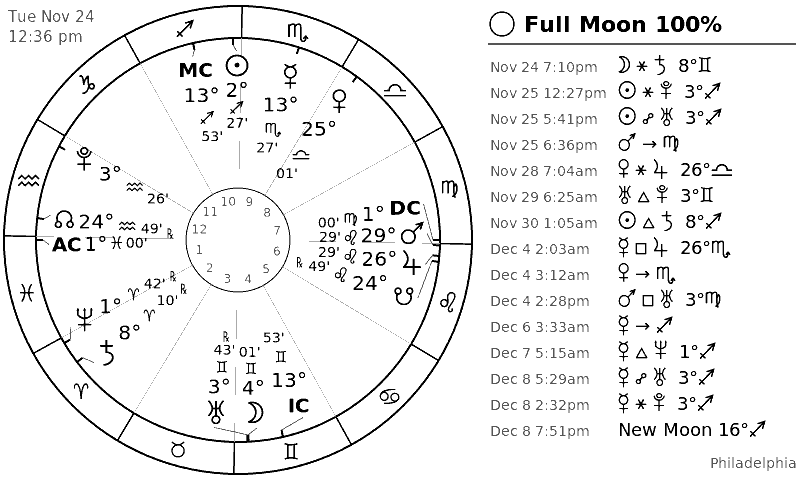 Tue Nov 24
12:36 pm
Full Moon 100%
Nov 24 7:10pm ☽ ⚹ ♄ 8°♊
Nov 25 12:27pm ☉ ⚹ ♇ 3°♐
Nov 25 5:41pm ☉ ☍ ♅ 3°♐
Nov 25 6:36pm ♂ → ♍
Nov 28 7:04am ♀ ⚹ ♃ 26°♎
Nov 29 6:25am ♅ △ ♇ 3°♊
Nov 30 1:05am ☉ △ ♄ 8°♐
Dec 4 2:03am ☿ □ ♃ 26°♏
Dec 4 3:12am ♀ → ♏
Dec 4 2:28pm ♂ □ ♅ 3°♍
Dec 6 3:33am ☿ → ♐
Dec 7 5:15am ☿ △ ♆ 1°♐
Dec 8 5:29am ☿ ☍ ♅ 3°♐
Dec 8 2:32pm ☿ ⚹ ♇ 3°♐
Dec 8 7:51pm New Moon 16°♐
Philadelphia
♐
♏
♎
♍
♌
♋
♊
♉
♈
♓
♒
♑
MC 13° ♐ 53'
☉ 2° ♐ 27'
☿ 13° ♏ 27'
♀ 25° ♎ 01'
♇ 3° ♒ 26'
☊ 24° ♒ 49' ℞
AC 1° ♓ 00'
♆ 1° ♈ 42' ℞
♄ 8° ♈ 10' ℞
♅ 3° ♊ 43' ℞
☽ 4° ♊ 01'
IC 13° ♊ 53'
00' ♍ 1° DC
29' ♌ 29° ♂
29' ♌ 26° ♃
℞ 49' ♌ 24° ☋
10 9
11 8
12 7
1 6
2 5
3 4